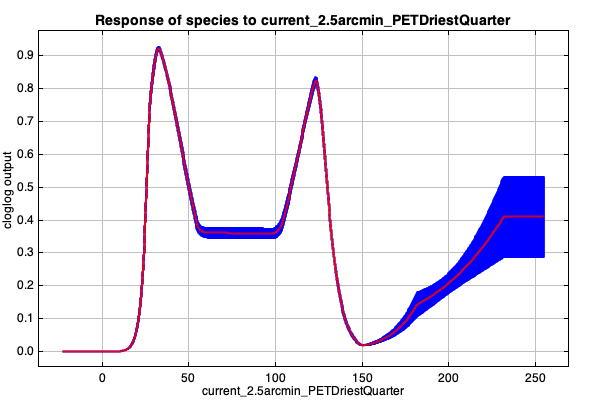 Response of species to current_2.5arcmin_PETDriestQuarter
cloglog output
0.9
0.8
0.7
0.6
0.5
0.4
0.3
0.2
0.1
0.0
0 50 100 150 200 250
current_2.5arcmin_PETDriestQuarter